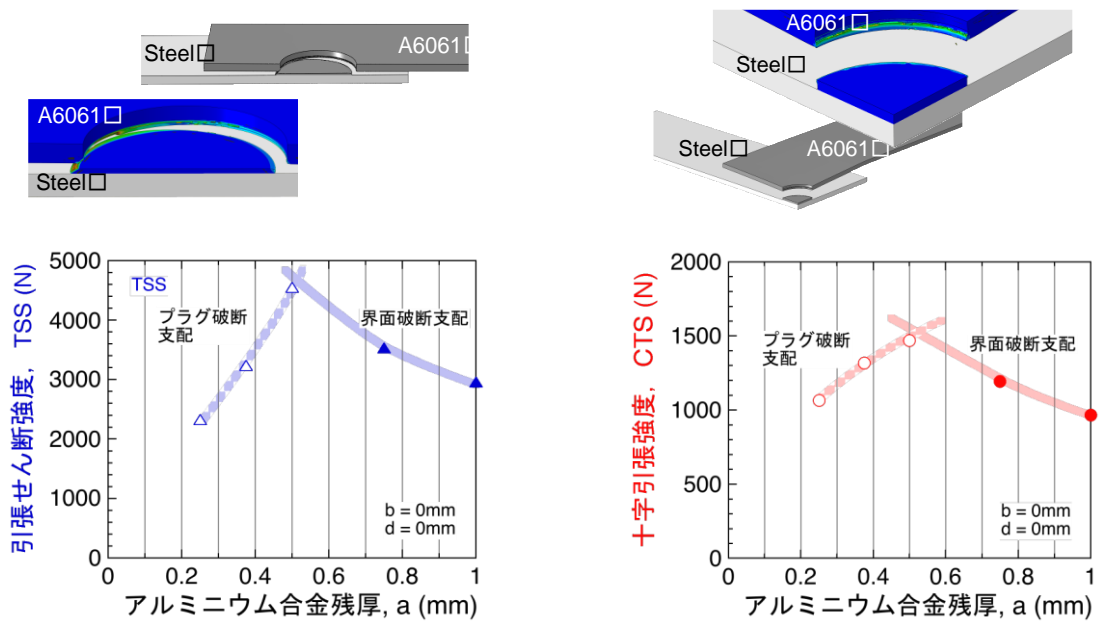 Steel□
A6061□
A6061□
Steel□
A6061□
Steel□
Steel□
A6061□
5000
4000
3000
2000
1000
0
引張せん断強度, TSS (N)
TSS
プラグ破断
支配
界面破断支配
b = 0mm
d = 0mm
0 0.2 0.4 0.6 0.8 1
アルミニウム合金残厚, a (mm)
2000
1500
1000
500
0
十字引張強度, CTS (N)
プラグ破断
支配
界面破断支配
b = 0mm
d = 0mm
0 0.2 0.4 0.6 0.8 1
アルミニウム合金残厚, a (mm)